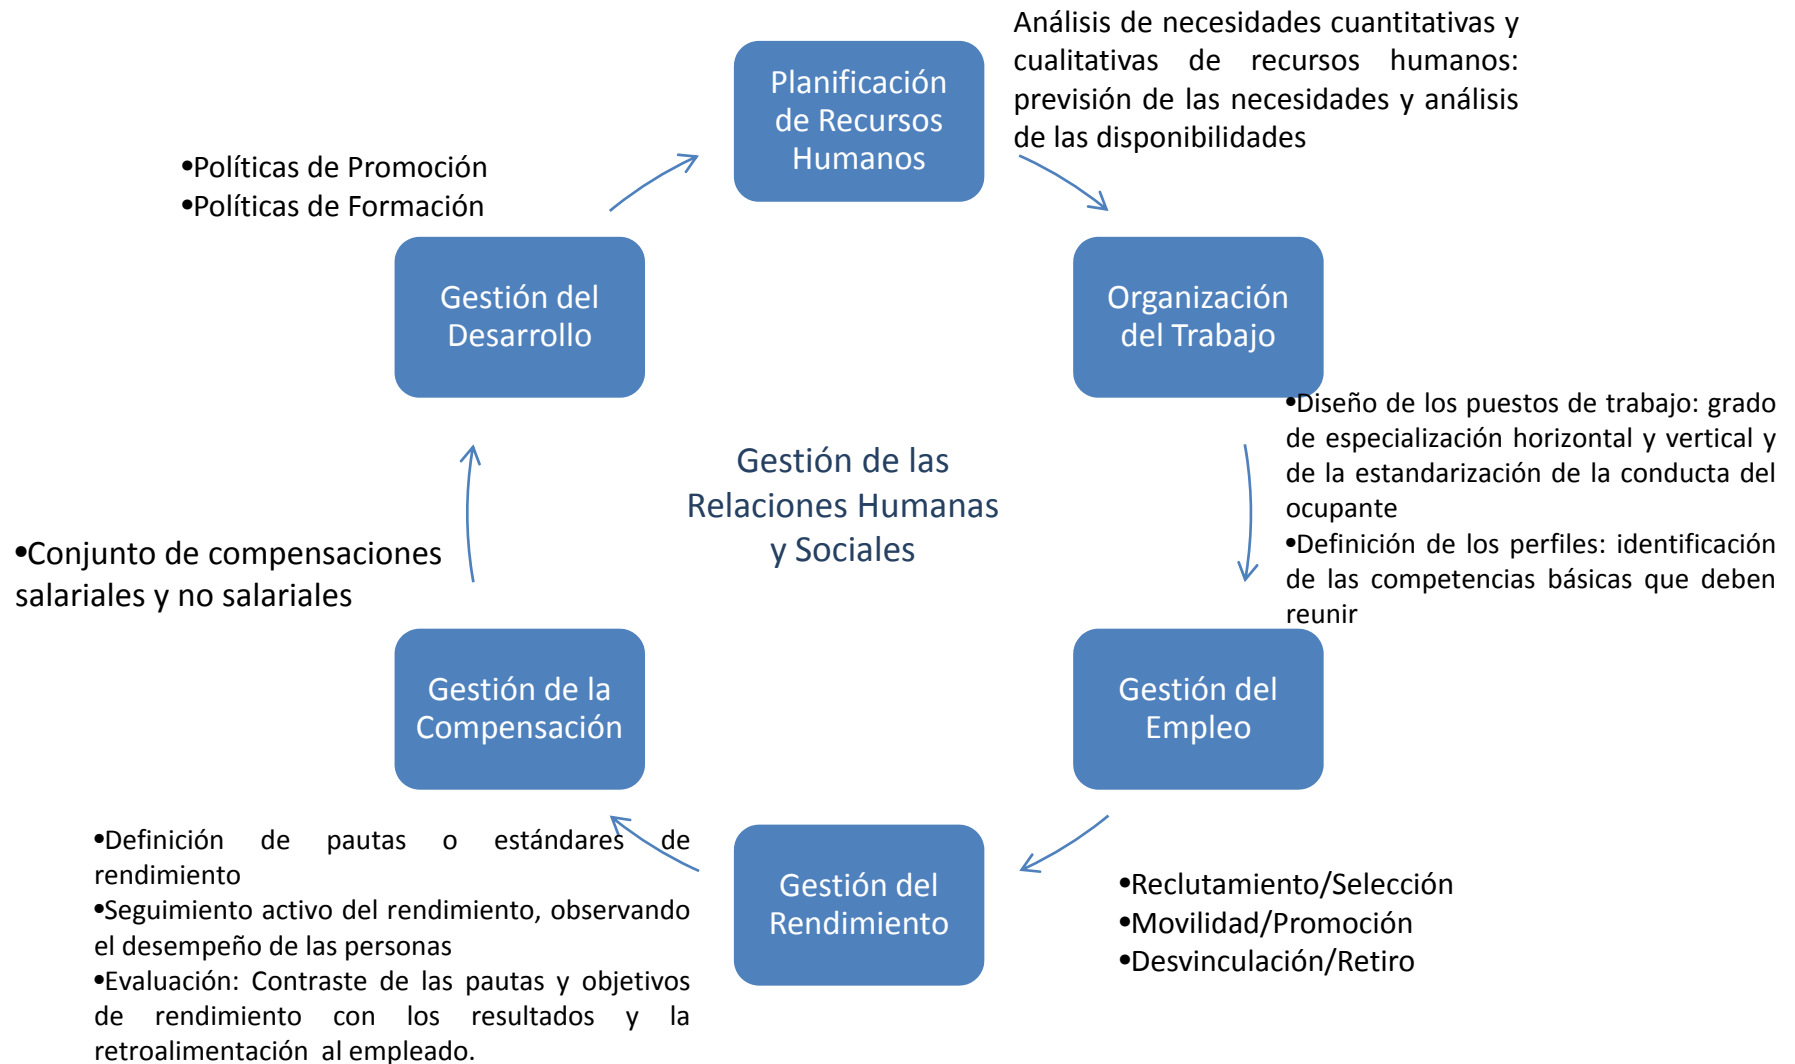 Planificación
de Recursos
Humanos
Análisis de necesidades cuantitativas y
cualitativas de recursos humanos:
previsión de las necesidades y análisis
de las disponibilidades
Organización
del Trabajo
•Diseño de los puestos de trabajo: grado
de especialización horizontal y vertical y
de la estandarización de la conducta del
ocupante
•Definición de los perfiles: identificación
de las competencias básicas que deben
reunir
Gestión del
Empleo
•Reclutamiento/Selección
•Movilidad/Promoción
•Desvinculación/Retiro
Gestión del
Rendimiento
•Definición de pautas o estándares de
rendimiento
•Seguimiento activo del rendimiento, observando
el desempeño de las personas
•Evaluación: Contraste de las pautas y objetivos
de rendimiento con los resultados y la
retroalimentación al empleado.
Gestión de la
Compensación
•Conjunto de compensaciones
salariales y no salariales
Gestión del
Desarrollo
•Políticas de Promoción
•Políticas de Formación
Gestión de las
Relaciones Humanas
y Sociales